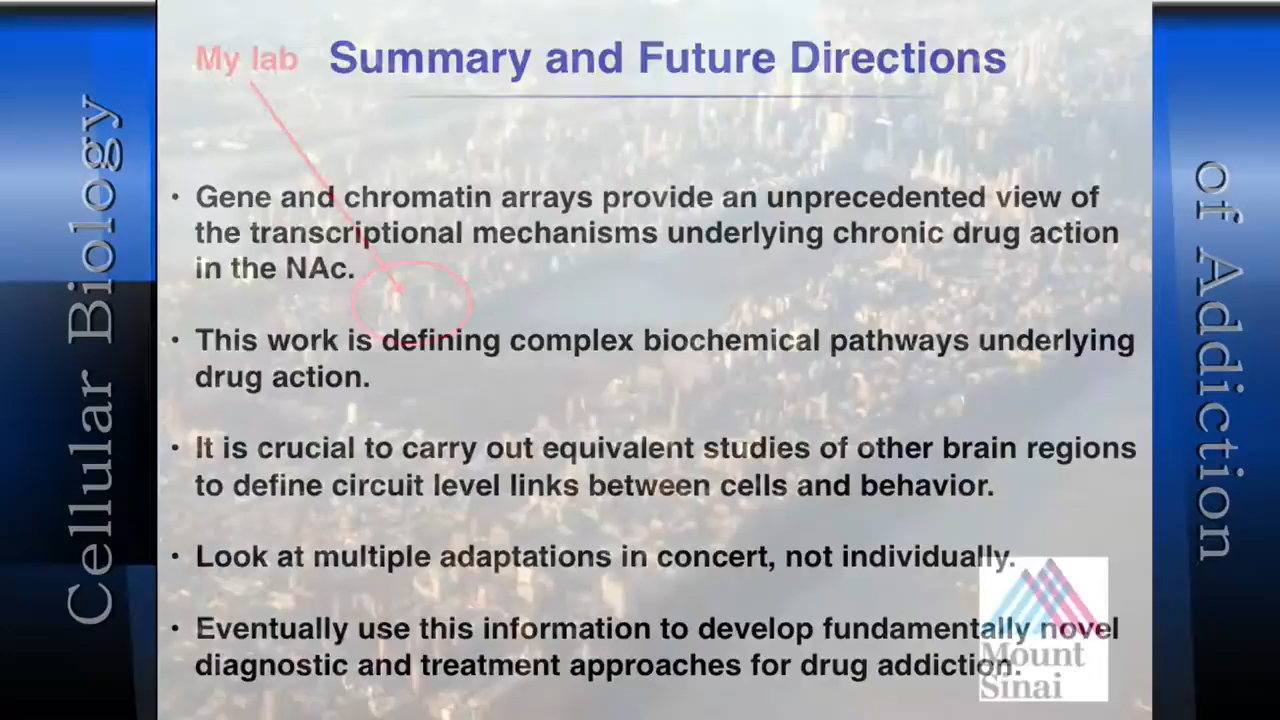 My lab
Summary and Future Directions
Cellular Biology
of Addiction
• Gene and chromatin arrays provide an unprecedented view of
the transcriptional mechanisms underlying chronic drug action
in the NAc.
• This work is defining complex biochemical pathways underlying
drug action.
• It is crucial to carry out equivalent studies of other brain regions
to define circuit level links between cells and behavior.
• Look at multiple adaptations in concert, not individually.
• Eventually use this information to develop fundamentally novel
diagnostic and treatment approaches for drug addiction.
Mount
Sinai